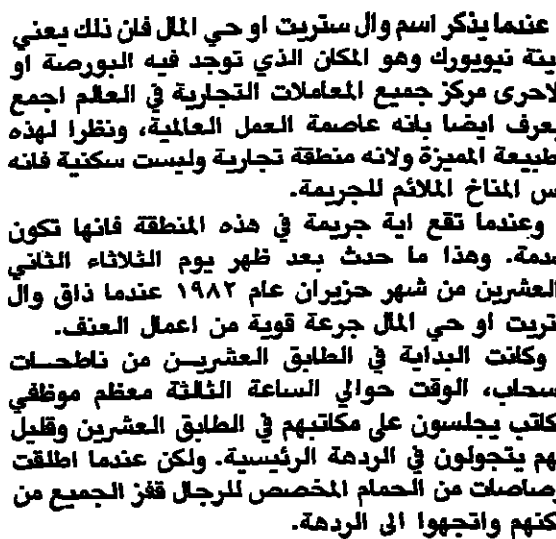 عندما يذكر اسم وال ستريت او حي المال فان ذلك يعني
ينة نيويورك وهو المكان الذي توجد فيه البورصة او
لاحرى مركز جميع المعاملات التجارية في العالم اجمع
يعرف ايضا بانه عاصمة العمل العالمية، ونظرا لهذه
طبيعة المميزة ولانه منطقة تجارية وليست سكنية فانه
س المناخ الملائم للجريمة.
وعندما تقع اية جريمة في هذه المنطقة فانها تكون
سدمة. وهذا ما حدث بعد ظهر يوم الثلاثاء الثاني
العشرين من شهر حزيران عام ١٩٨٢ عندما ذاق وال
تريت او حي المال جرعة قوية من اعمال العنف.
وكانت البداية في الطابق العشريـن من ناطحـات
سحاب، الوقت حوالي الساعة الثالثة معظم موظفي
كاتب يجلسون على مكاتبهم في الطابق العشرين وقليل
هم يتجولون في الردهة الرئيسية. ولكن عندما اطلقت
رصاصات من الحمام المخصص للرجال قفز الجميع من
كنهم واتجهوا الى الردهة.